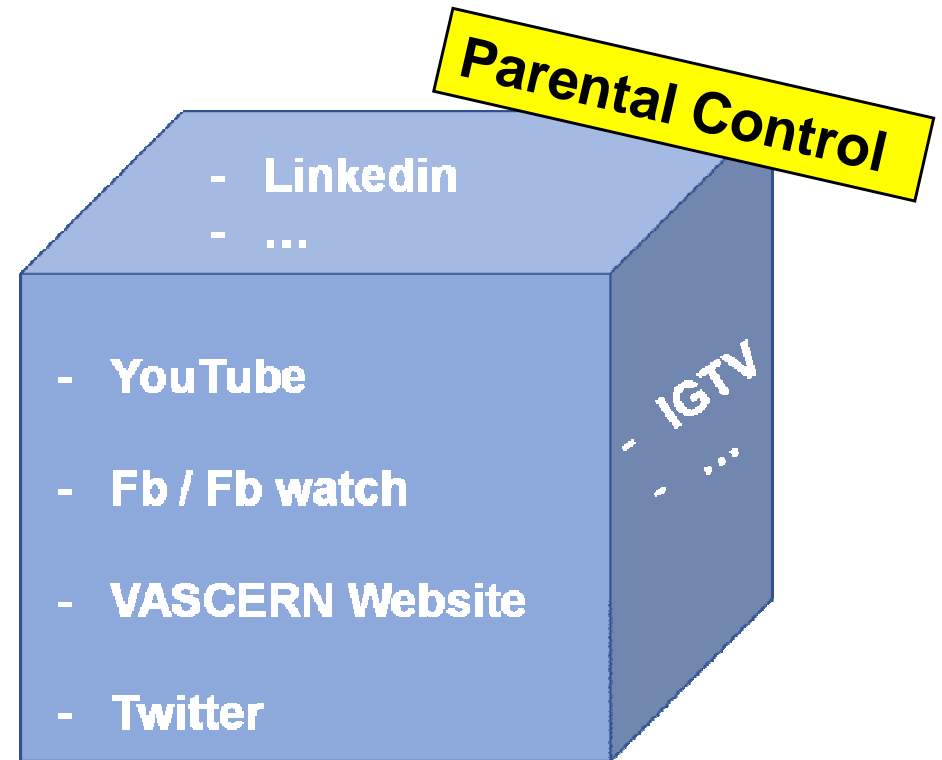 Parental Control
- Linkedin
- ...
- YouTube
- Fb / Fb watch
- VASCERN Website
- Twitter
- IGTV
- ...